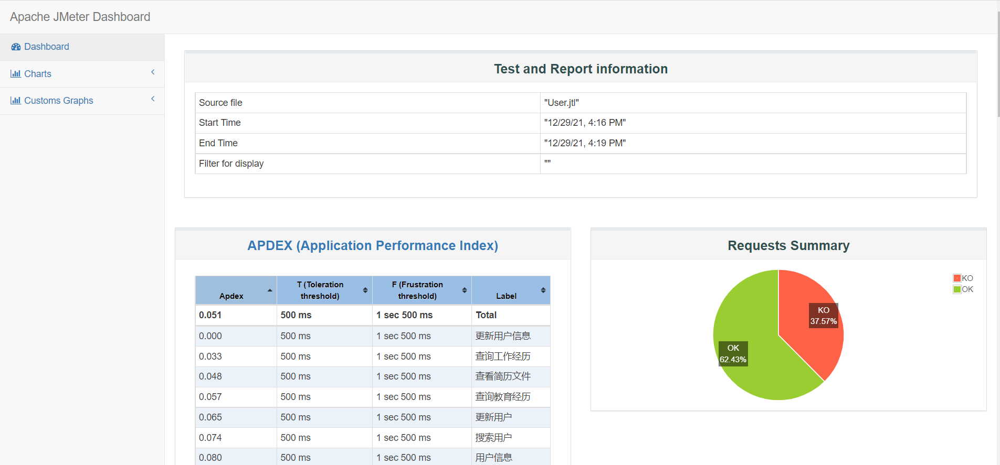 Apache JMeter Dashboard
Dashboard
Charts
Customs Graphs
Test and Report information
Source file "User.jtl"
Start Time "12/29/21, 4:16 PM"
End Time "12/29/21, 4:19 PM"
Filter for display ""
APDEX (Application Performance Index)
Apdex T (Toleration threshold) F (Frustration threshold) Label
0.051 500 ms 1 sec 500 ms Total
0.000 500 ms 1 sec 500 ms 更新用户信息
0.033 500 ms 1 sec 500 ms 查询工作经历
0.048 500 ms 1 sec 500 ms 查看简历文件
0.057 500 ms 1 sec 500 ms 查询教育经历
0.065 500 ms 1 sec 500 ms 更新用户
0.074 500 ms 1 sec 500 ms 搜索用户
0.080 500 ms 1 sec 500 ms 用户信息
Requests Summary
KO
OK
KO
37.57%
OK
62.43%